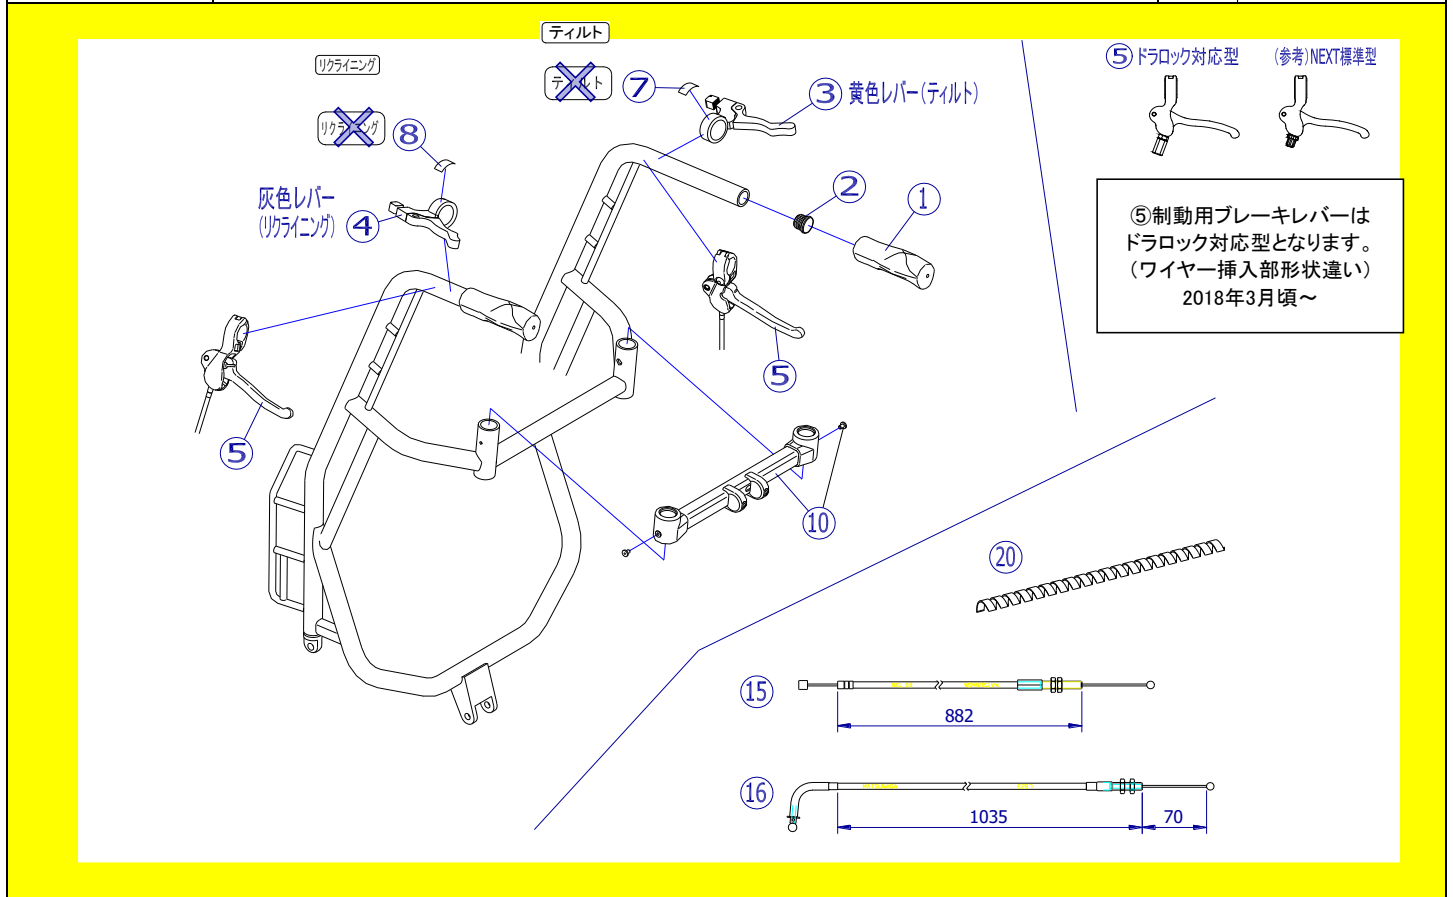 ティルト
リクライニング
ティルト
リクライニング
⑦
③ 黄色レバー(ティルト)
⑧
灰色レバー
(リクライニング) ④
②
①
⑤ ドラロック対応型
(参考)NEXT標準型
⑤制動用ブレーキレバーは
ドラロック対応型となります。
（ワイヤー挿入部形状違い）
2018年3月頃～
⑤
⑤
⑩
⑳
⑮
882
⑯
1035
70